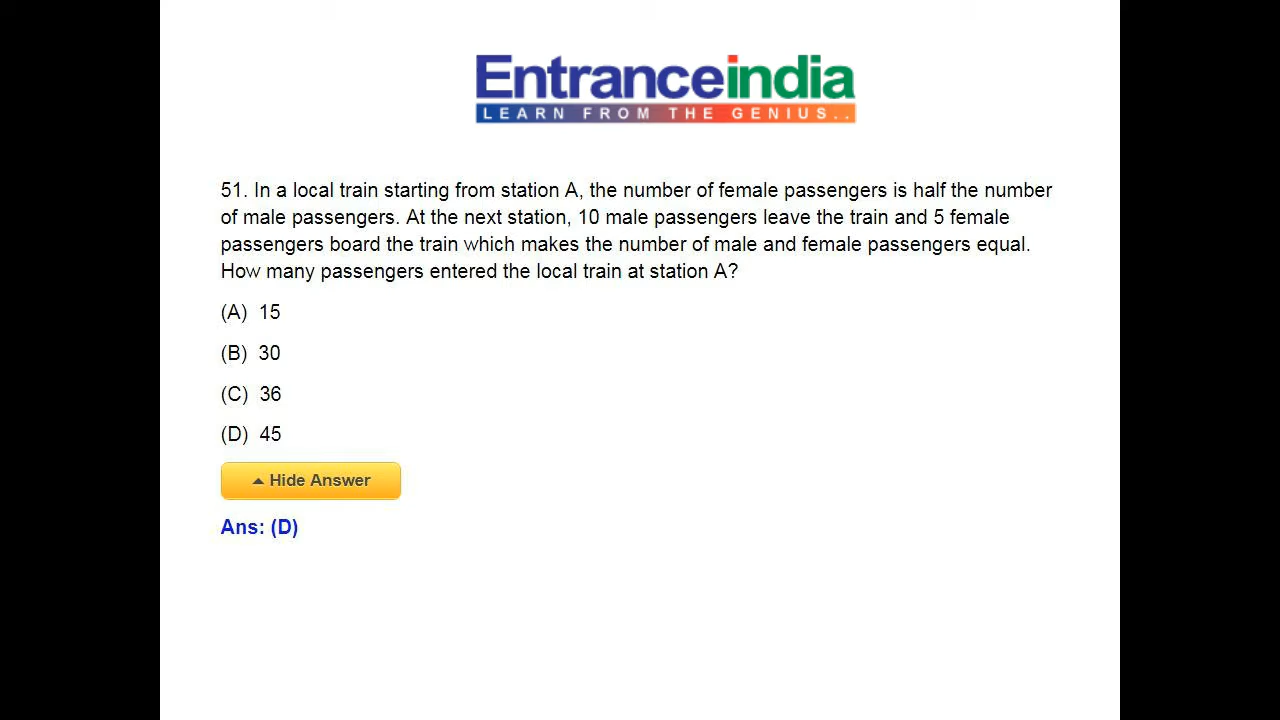 Entranceindia
LEARN FROM THE GENIUS..
51. In a local train starting from station A, the number of female passengers is half the number
of male passengers. At the next station, 10 male passengers leave the train and 5 female
passengers board the train which makes the number of male and female passengers equal.
How many passengers entered the local train at station A?
(A) 15
(B) 30
(C) 36
(D) 45
Hide Answer
Ans: (D)